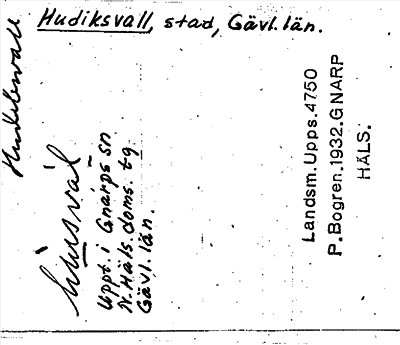 Hudiksvall, stad, Gävl. län.
Hudiksvall
Uppt. i Gnarps sn
N. Häls. doms. tg.
Gävl. län.
Landsm. Upps. 4750
P. Bogren. 1932. GNARP
HÄLS.